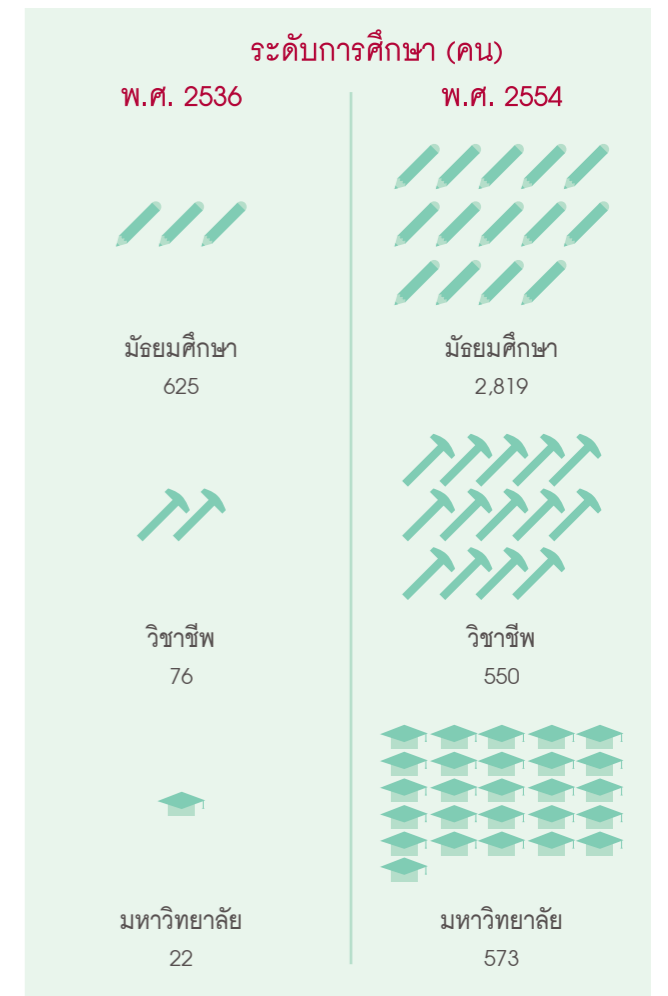 ระดับการศึกษา (คน)
พ.ศ. 2536
พ.ศ. 2554
มัธยมศึกษา
625
มัธยมศึกษา
2,819
วิชาชีพ
76
วิชาชีพ
550
มหาวิทยาลัย
22
มหาวิทยาลัย
573